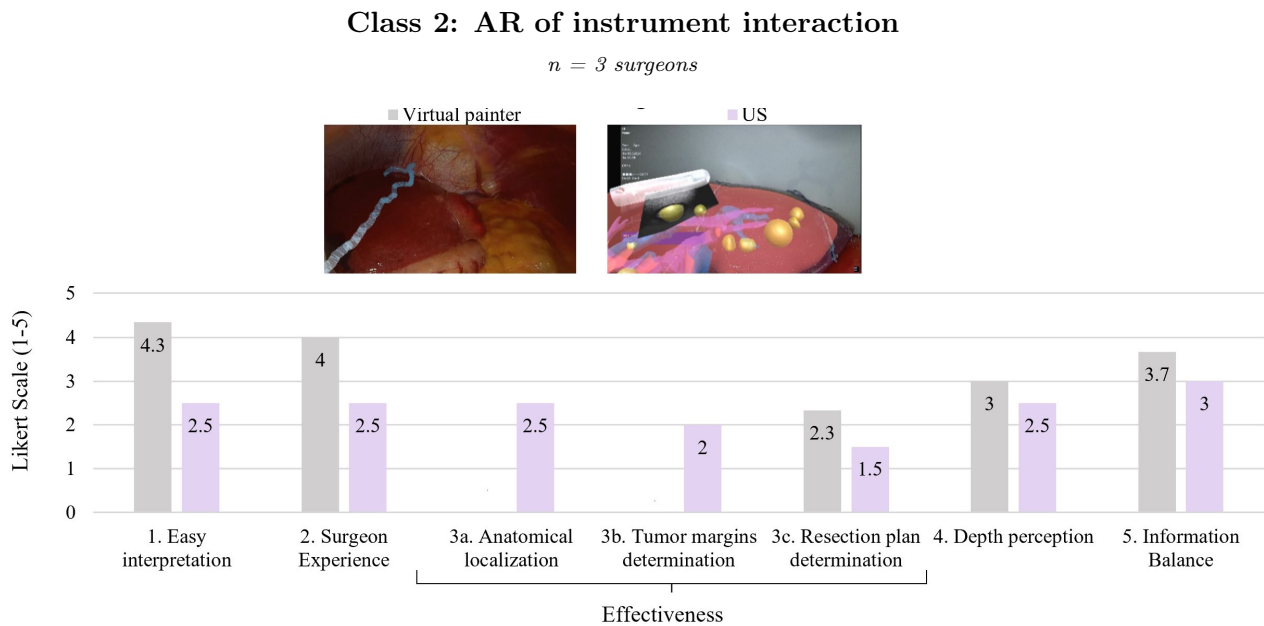 Class 2: AR of instrument interaction
n = 3 surgeons
Virtual painter
US
Likert Scale (1-5)
5
4
3
2
1
0
4.3
2.5
4
2.5
2.5
2
2.3
1.5
3
2.5
3.7
3
1. Easy
interpretation
2. Surgeon
Experience
3a. Anatomical
localization
3b. Tumor margins
determination
3c. Resection plan
determination
4. Depth perception
5. Information
Balance
Effectiveness